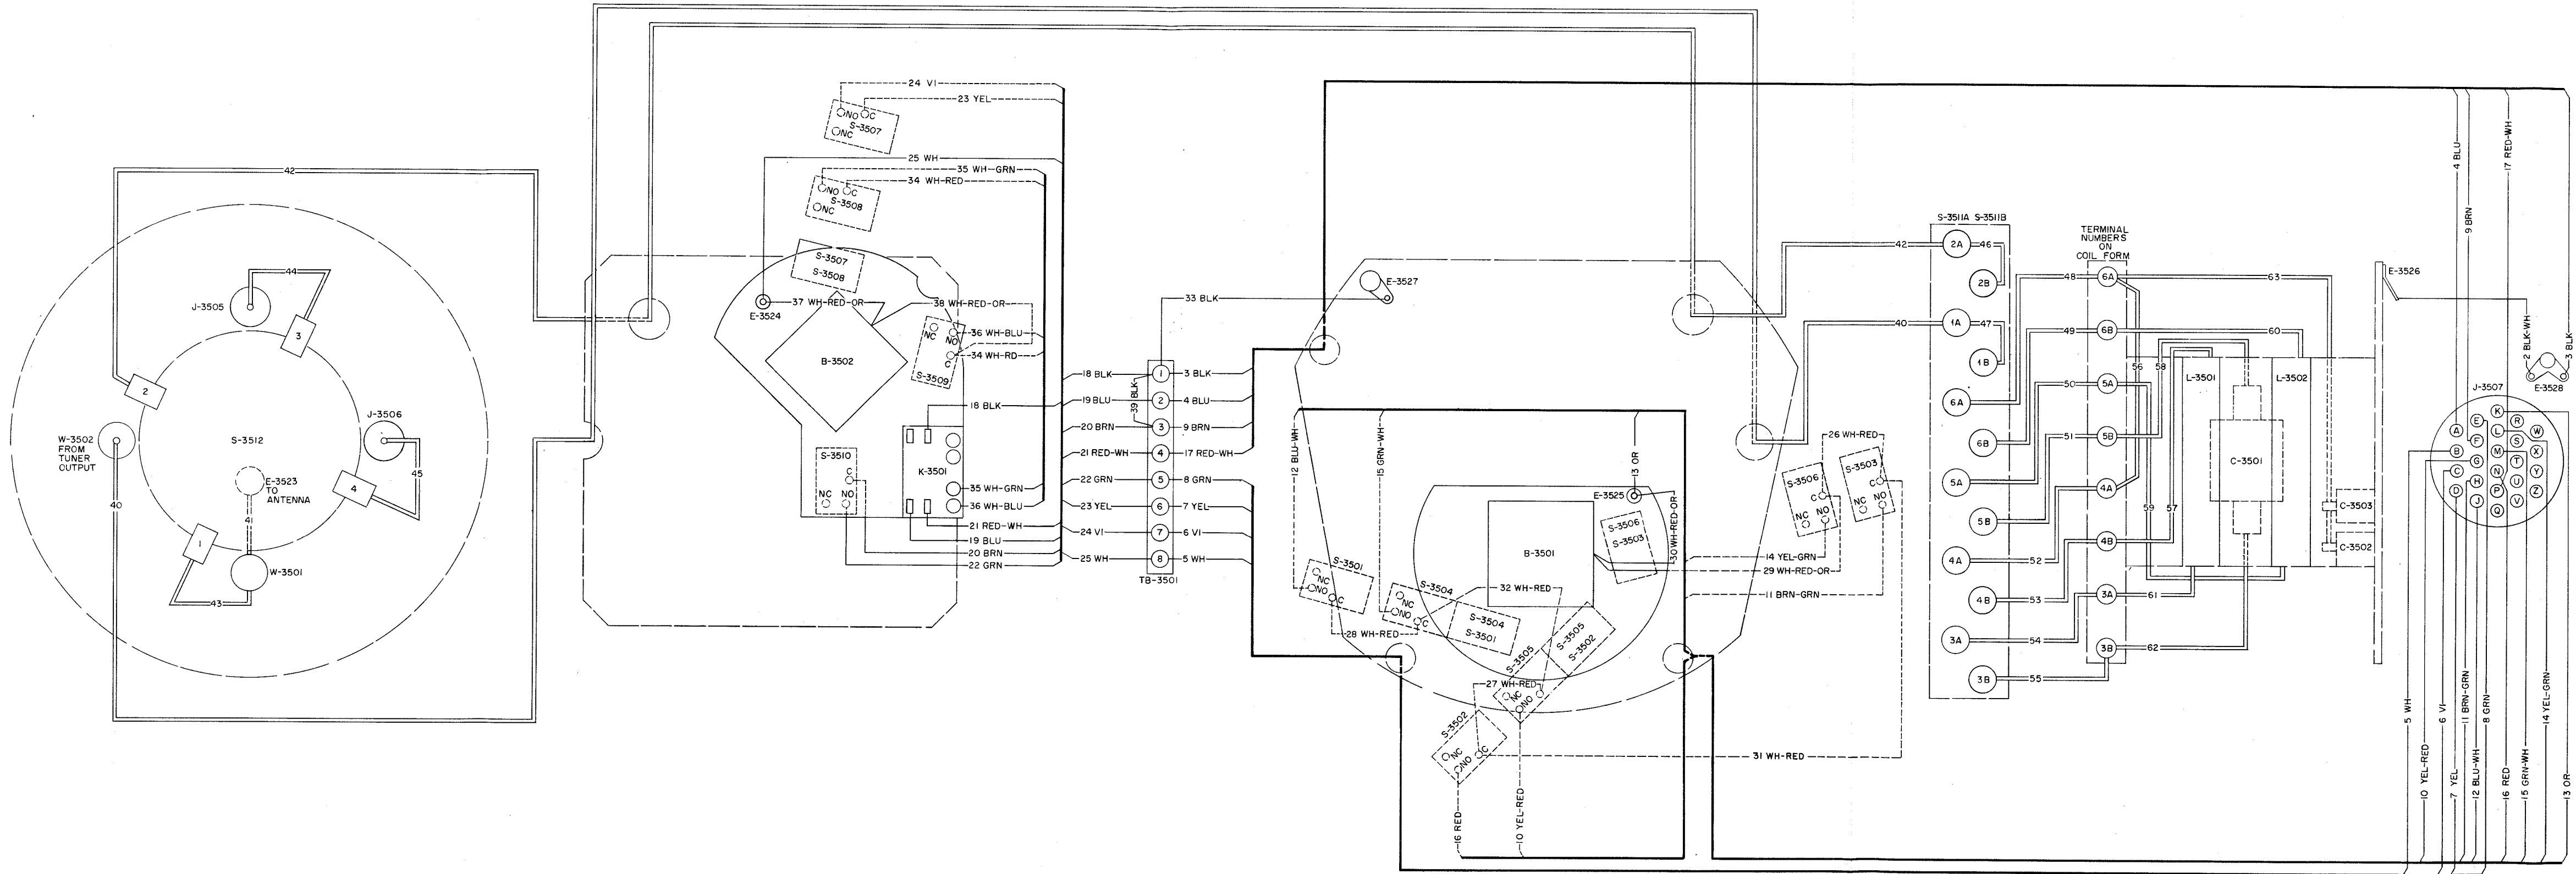 42
44
J-3505
3
2
J-3506
W-3502
FROM
TUNER
OUTPUT
S-3512
E-3523
TO
ANTENNA
4
45
40
41
1
W-3501
43
24 VI
23 YEL
NO C
S-3507
NC
25 WH
35 WH-GRN
34 WH-RED
NO C
S-3508
NC
S-3507
S-3508
37 WH-RED-OR
38 WH-RED-OR
E-3524
NC
NO
36 WH-BLU
C
34 WH-RD
S-3509
B-3502
18 BLK
S-3510
C
NC NO
K-3501
35 WH-GRN
36 WH-BLU
21 RED-WH
19 BLU
20 BRN
22 GRN
18 BLK
19 BLU
20 BRN
21 RED-WH
22 GRN
23 YEL
24 VI
25 WH
39 BLK
1
2
3
4
5
6
7
8
TB-3501
33 BLK
3 BLK
4 BLU
9 BRN
17 RED-WH
8 GRN
7 YEL
6 VI
5 WH
E-3527
12 BLU-WH
15 GRN-WH
13 OR
E-3525
B-3501
S-3506
S-3503
30 WH-RED-OR
14 YEL-GRN
29 WH-RED-OR
11 BRN-GRN
S-3501
NC
NO C
S-3504
NC
NO C
32 WH-RED
S-3504
S-3501
28 WH-RED
S-3505
S-3502
S-3505
27 WH-RED
NC
NO
S-3502
NC C
NO
31 WH-RED
16 RED
10 YEL-RED
26 WH-RED
S-3506
C
NC NO
S-3503
C
NC NO
42
40
S-3511A S-3511B
2A
46
2B
1A
47
1B
6A
6B
5A
5B
4A
4B
3A
3B
48
49
50
51
52
53
54
55
TERMINAL
NUMBERS
ON
COIL FORM
6A
6B
5A
5B
4A
4B
3A
3B
63
60
56
58
59
57
61
62
L-3501
L-3502
C-3501
C-3503
C-3502
E-3526
2 BLK-WH
3 BLK
E-3528
4 BLU
9 BRN
17 RED-WH
J-3507
K
E
R
A
L
W
F
S
B
M
X
G
T
C
N
Y
H
U
D
P
Z
J
V
Q
5 WH
10 YEL-RED
6 VI
7 YEL
11 BRN-GRN
12 BLU-WH
8 GRN
16 RED
15 GRN-WH
14 YEL-GRN
13 OR